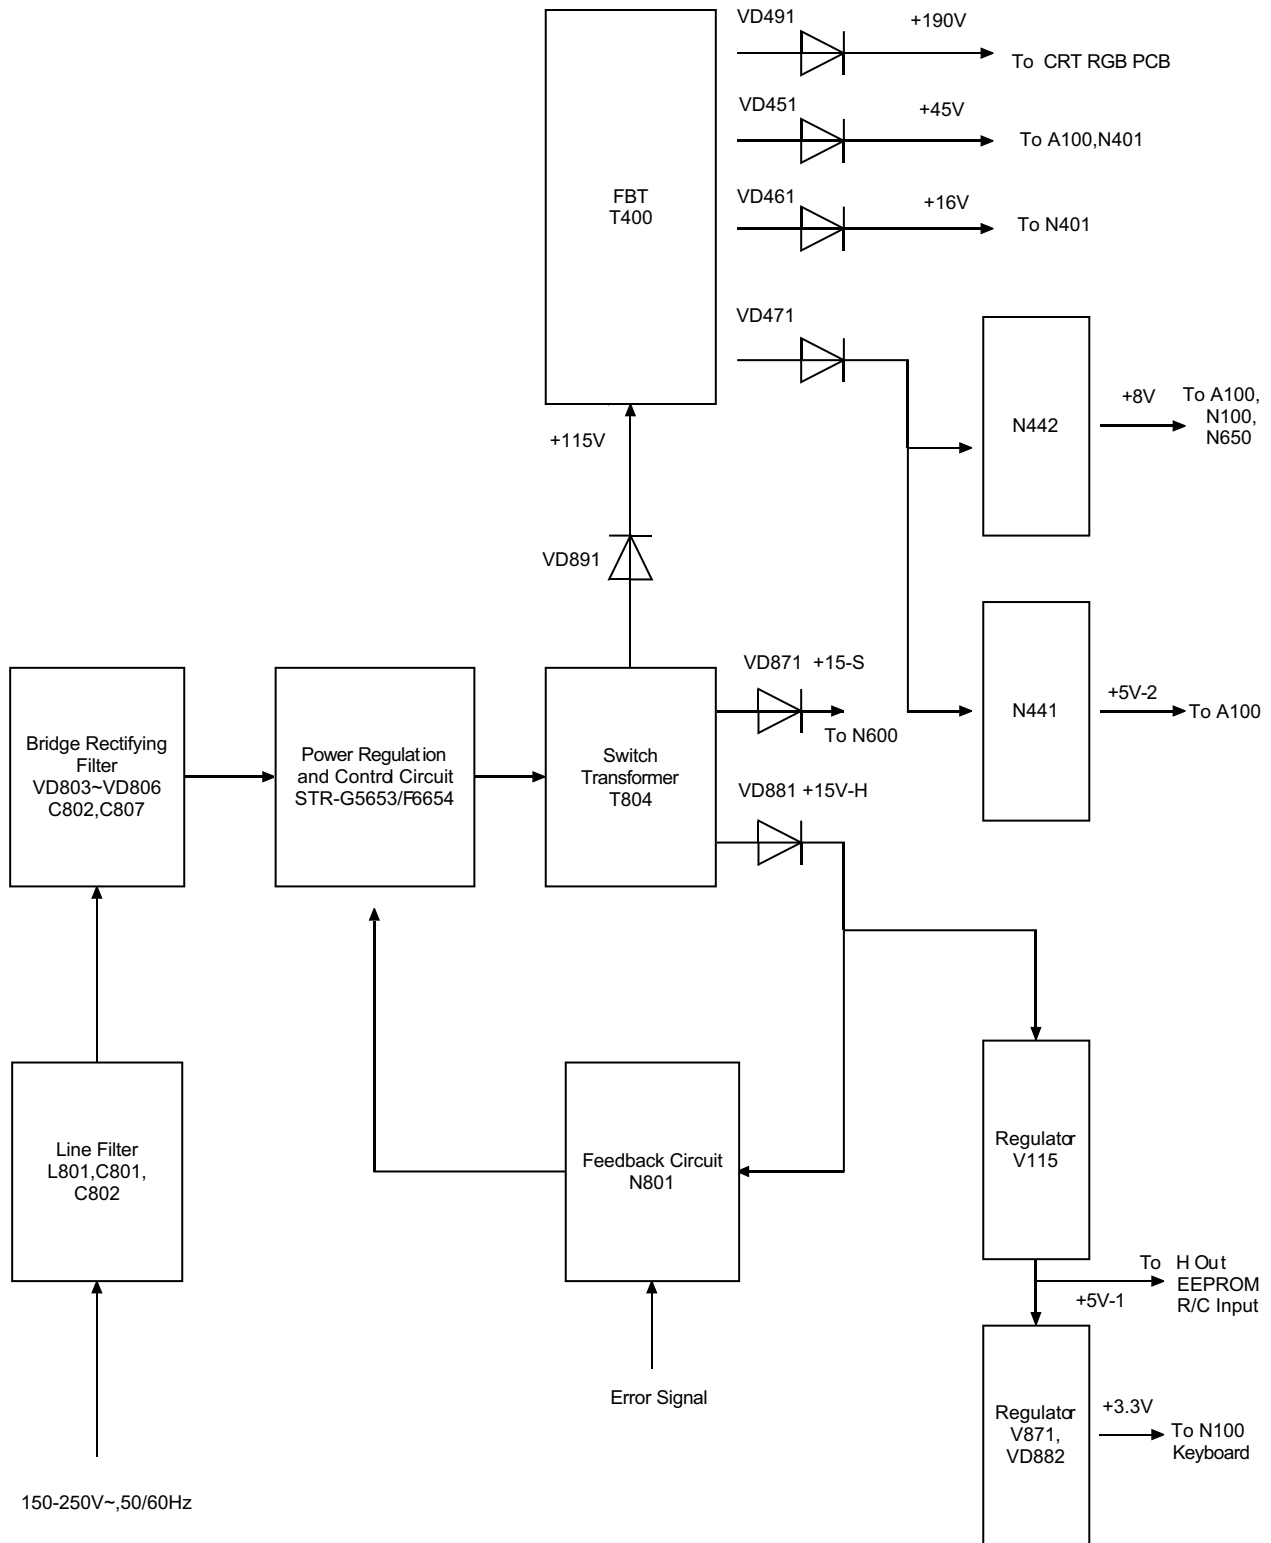 VD491
+190V
To CRT RGB PCB
VD451
+45V
To A100,N401
FBT
T400
VD461
+16V
To N401
VD471
N442
+8V
To A100,
N100,
N650
+115V
VD891
N441
+5V-2
To A100
VD871 +15-S
To N600
Bridge Rectifying
Filter
VD803~VD806
C802,C807
Power Regulation
and Control Circuit
STR-G5653/F6654
Switch
Transformer
T804
VD881 +15V-H
Line Filter
L801,C801,
C802
Feedback Circuit
N801
Regulator
V115
To H Out
EEPROM
R/C Input
+5V-1
Error Signal
Regulator
V871,
VD882
+3.3V
To N100
Keyboard
150-250V~,50/60Hz